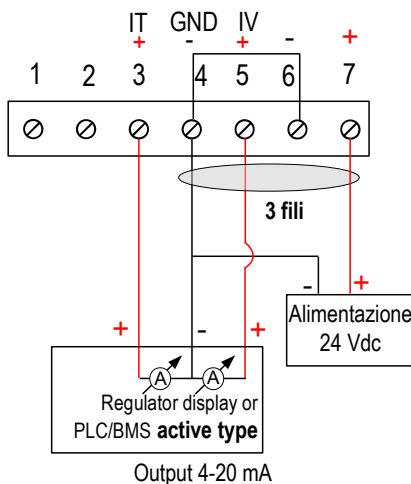 IT GND IV
+ - + - +
1 2 3 4 5 6 7
3 fili
- +
Alimentazione
24 Vdc
+ - +
A A
Regulator display or
PLC/BMS active type
Output 4-20 mA